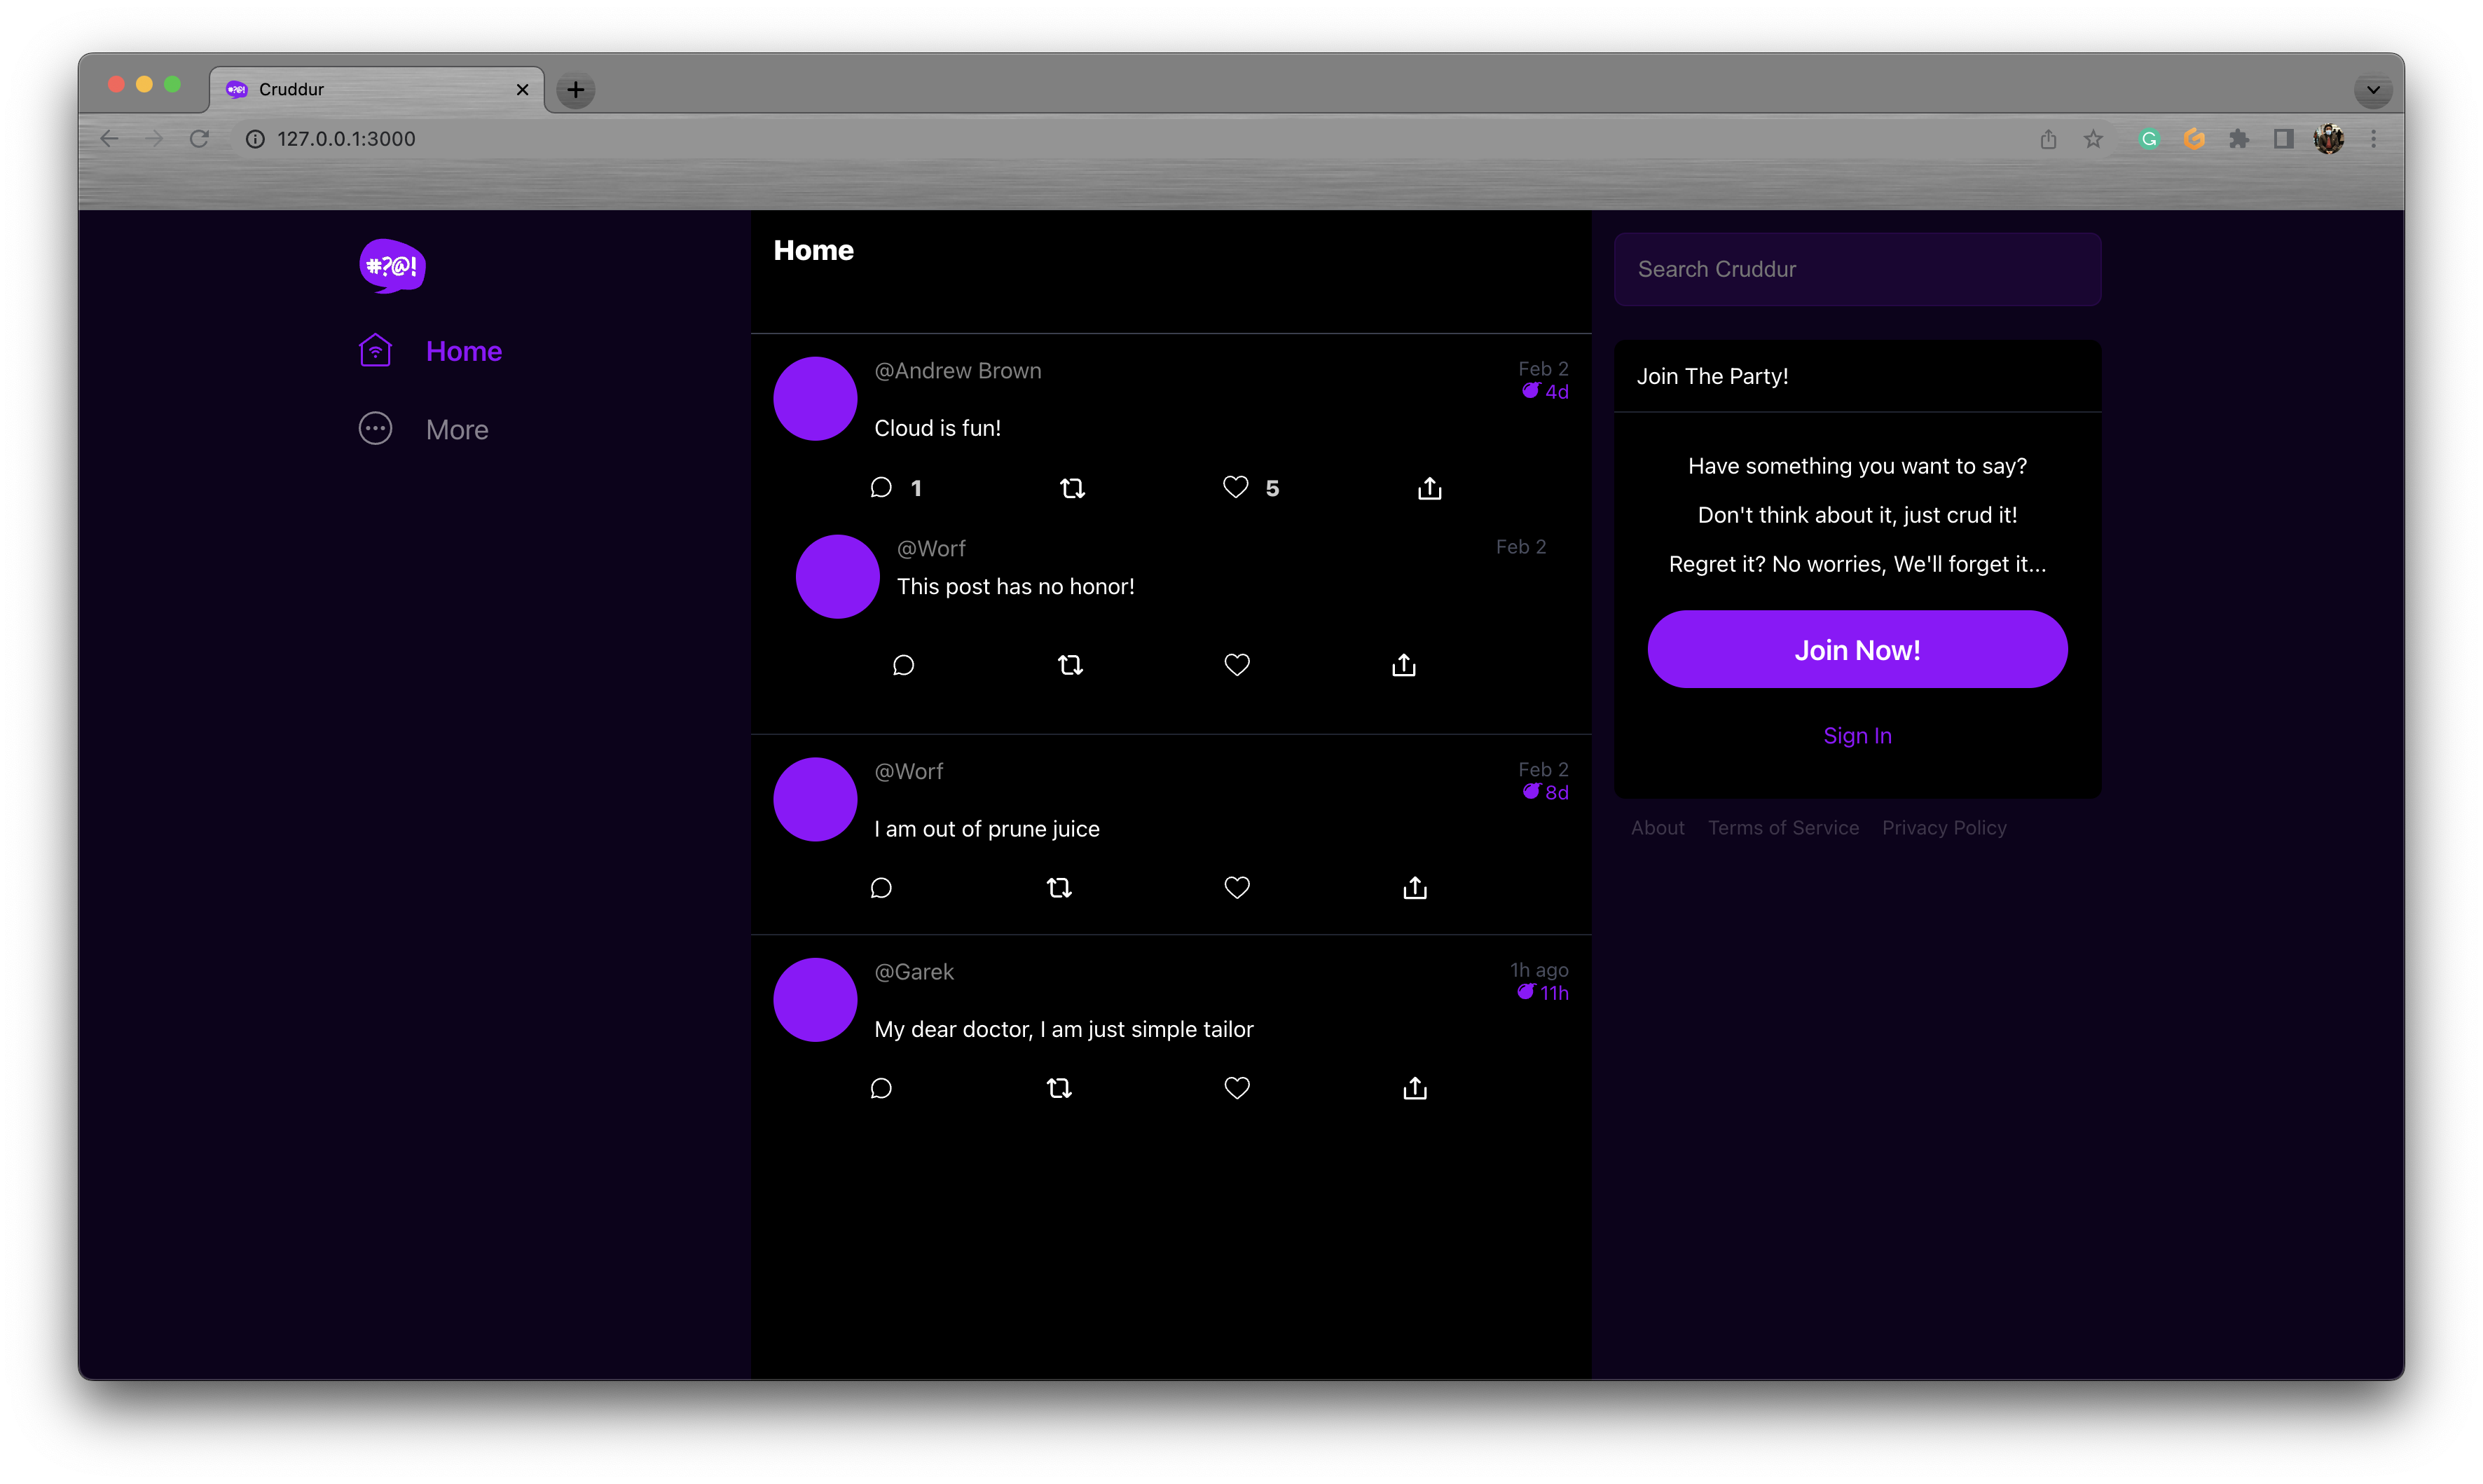 Cruddur
127.0.0.1:3000
#?@!
Home
More
Home
@Andrew Brown
Feb 2
4d
Cloud is fun!
1
5
@Worf
Feb 2
This post has no honor!
@Worf
Feb 2
8d
I am out of prune juice
@Garek
1h ago
11h
My dear doctor, I am just simple tailor
Search Cruddur
Join The Party!
Have something you want to say?
Don't think about it, just crud it!
Regret it? No worries, We'll forget it...
Join Now!
Sign In
About Terms of Service Privacy Policy